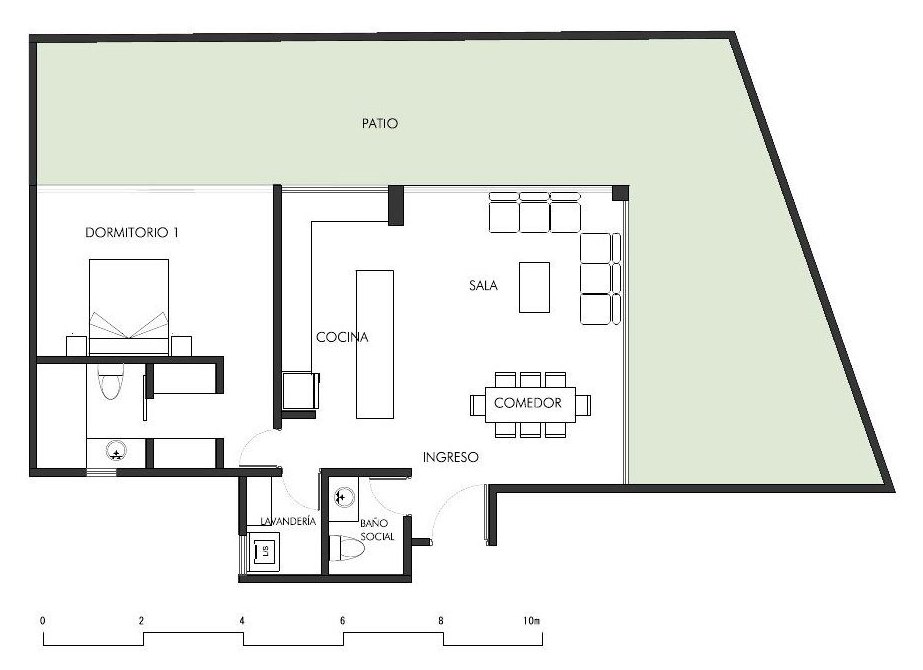 PATIO
DORMITORIO 1
SALA
COCINA
COMEDOR
INGRESO
LAVANDERÍA
BAÑO
SOCIAL
L/S
0 2 4 6 8 10m